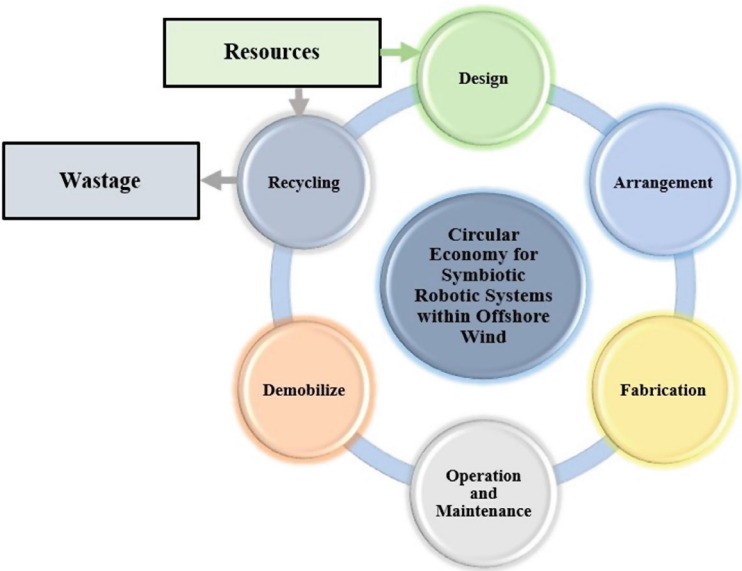 Resources
Design
Wastage
Recycling
Arrangement
Circular
Economy for
Symbiotic
Robotic Systems
within Offshore
Wind
Demobilize
Fabrication
Operation
and
Maintenance